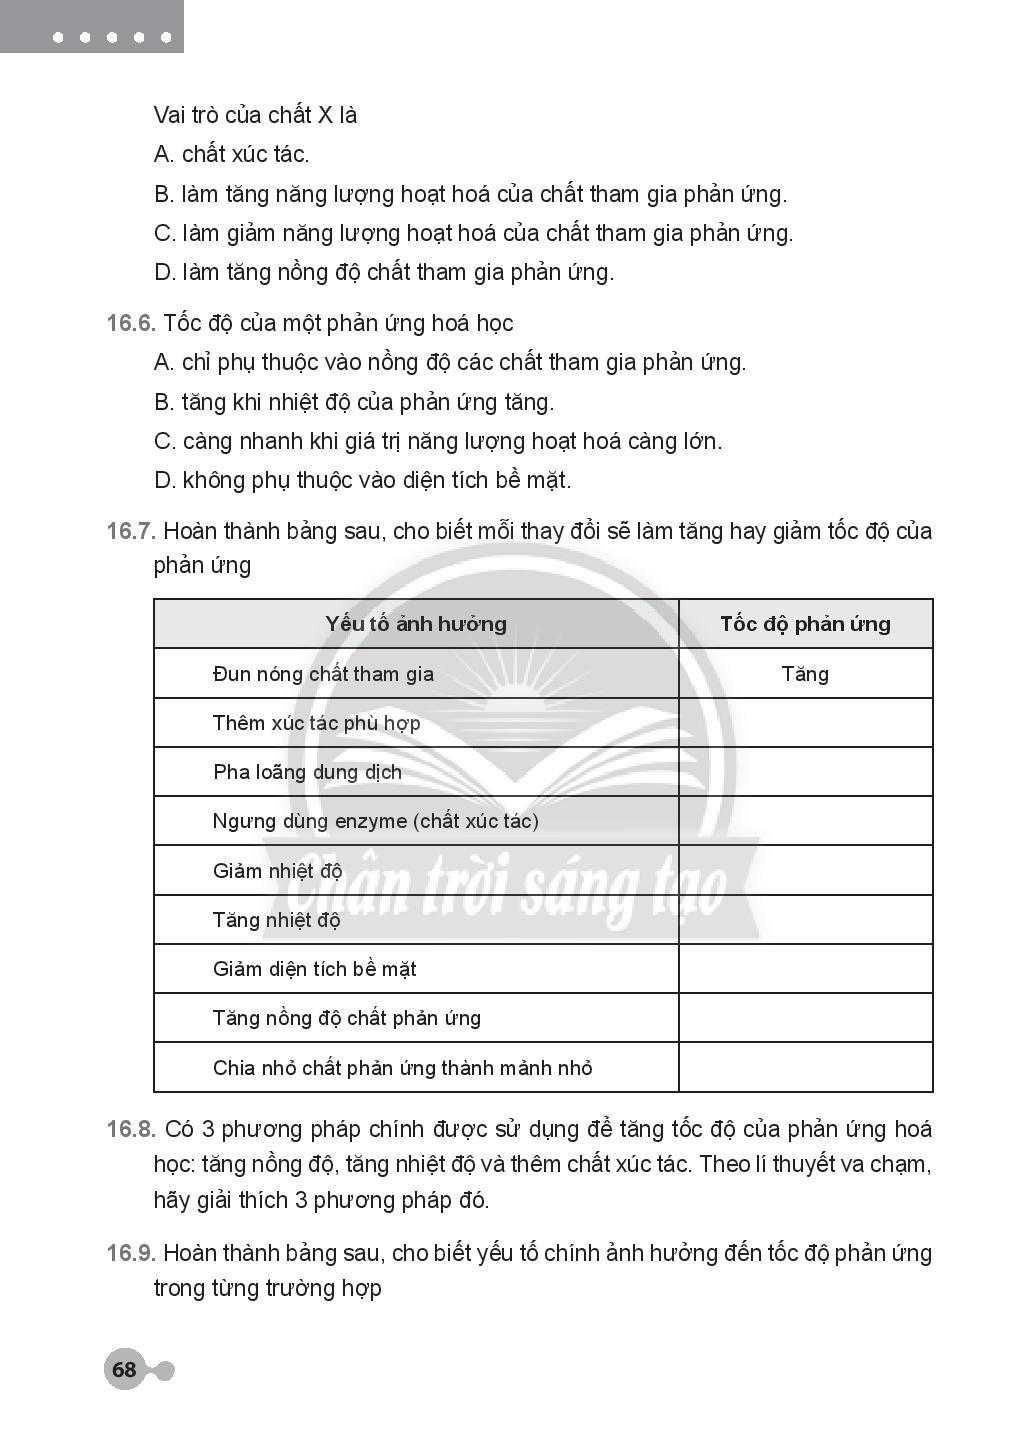 Vai trò của chất X là
A. chất xúc tác.
B. làm tăng năng lượng hoạt hoá của chất tham gia phản ứng.
C. làm giảm năng lượng hoạt hoá của chất tham gia phản ứng.
D. làm tăng nồng độ chất tham gia phản ứng.
16.6. Tốc độ của một phản ứng hoá học
A. chỉ phụ thuộc vào nồng độ các chất tham gia phản ứng.
B. tăng khi nhiệt độ của phản ứng tăng.
C. càng nhanh khi giá trị năng lượng hoạt hoá càng lớn.
D. không phụ thuộc vào diện tích bề mặt.
16.7. Hoàn thành bảng sau, cho biết mỗi thay đổi sẽ làm tăng hay giảm tốc độ của
phản ứng
Yếu tố ảnh hưởng Tốc độ phản ứng
Đun nóng chất tham gia Tăng
Thêm xúc tác phù hợp
Pha loãng dung dịch
Ngưng dùng enzyme (chất xúc tác)
Giảm nhiệt độ
Chân trời sáng tạo
Tăng nhiệt độ
Giảm diện tích bề mặt
Tăng nồng độ chất phản ứng
Chia nhỏ chất phản ứng thành mảnh nhỏ
16.8. Có 3 phương pháp chính được sử dụng để tăng tốc độ của phản ứng hoá
học: tăng nồng độ, tăng nhiệt độ và thêm chất xúc tác. Theo lí thuyết va chạm,
hãy giải thích 3 phương pháp đó.
16.9. Hoàn thành bảng sau, cho biết yếu tố chính ảnh hưởng đến tốc độ phản ứng
trong từng trường hợp
68